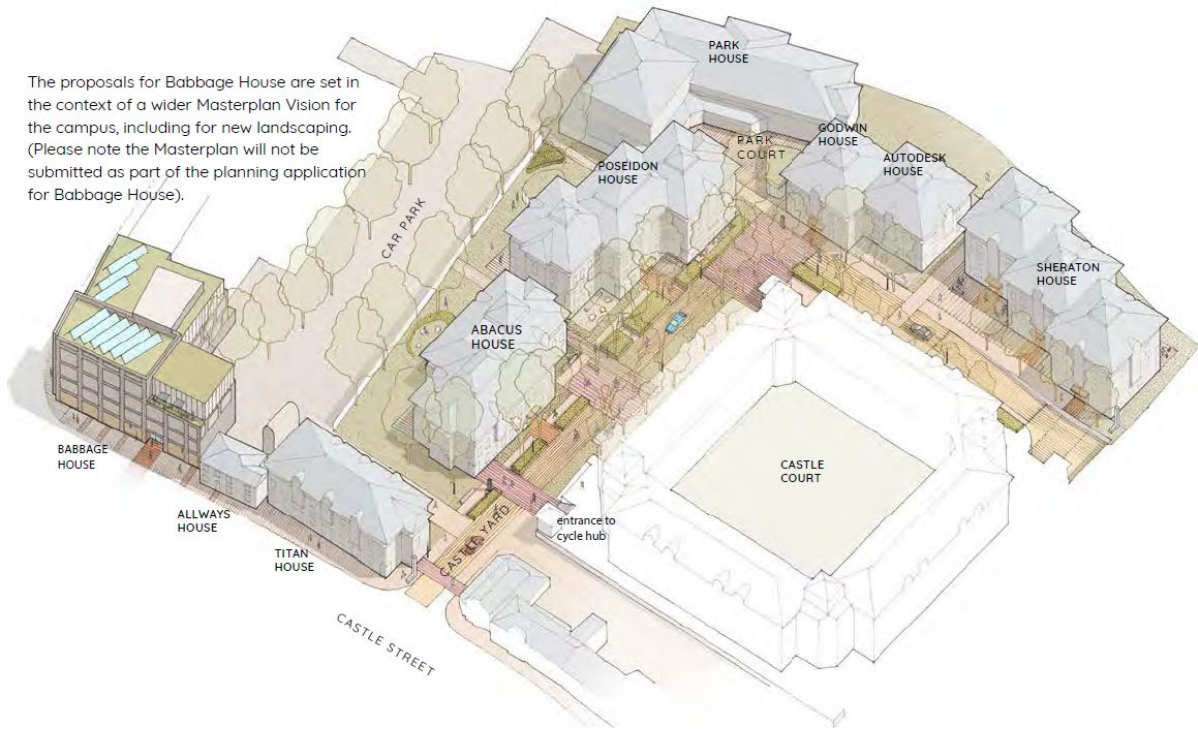 The proposals for Babbage House are set in
the context of a wider Masterplan Vision for
the campus, including for new landscaping.
(Please note the Masterplan will not be
submitted as part of the planning application
for Babbage House).
PARK
HOUSE
PARK
COURT
GODWIN
HOUSE
AUTODESK
HOUSE
POSEIDON
HOUSE
CAR PARK
SHERATON
HOUSE
ABACUS
HOUSE
BABBAGE
HOUSE
ALLWAYS
HOUSE
TITAN
HOUSE
CASTLE
COURT
entrance to
cycle hub
CASTLE YARD
CASTLE STREET